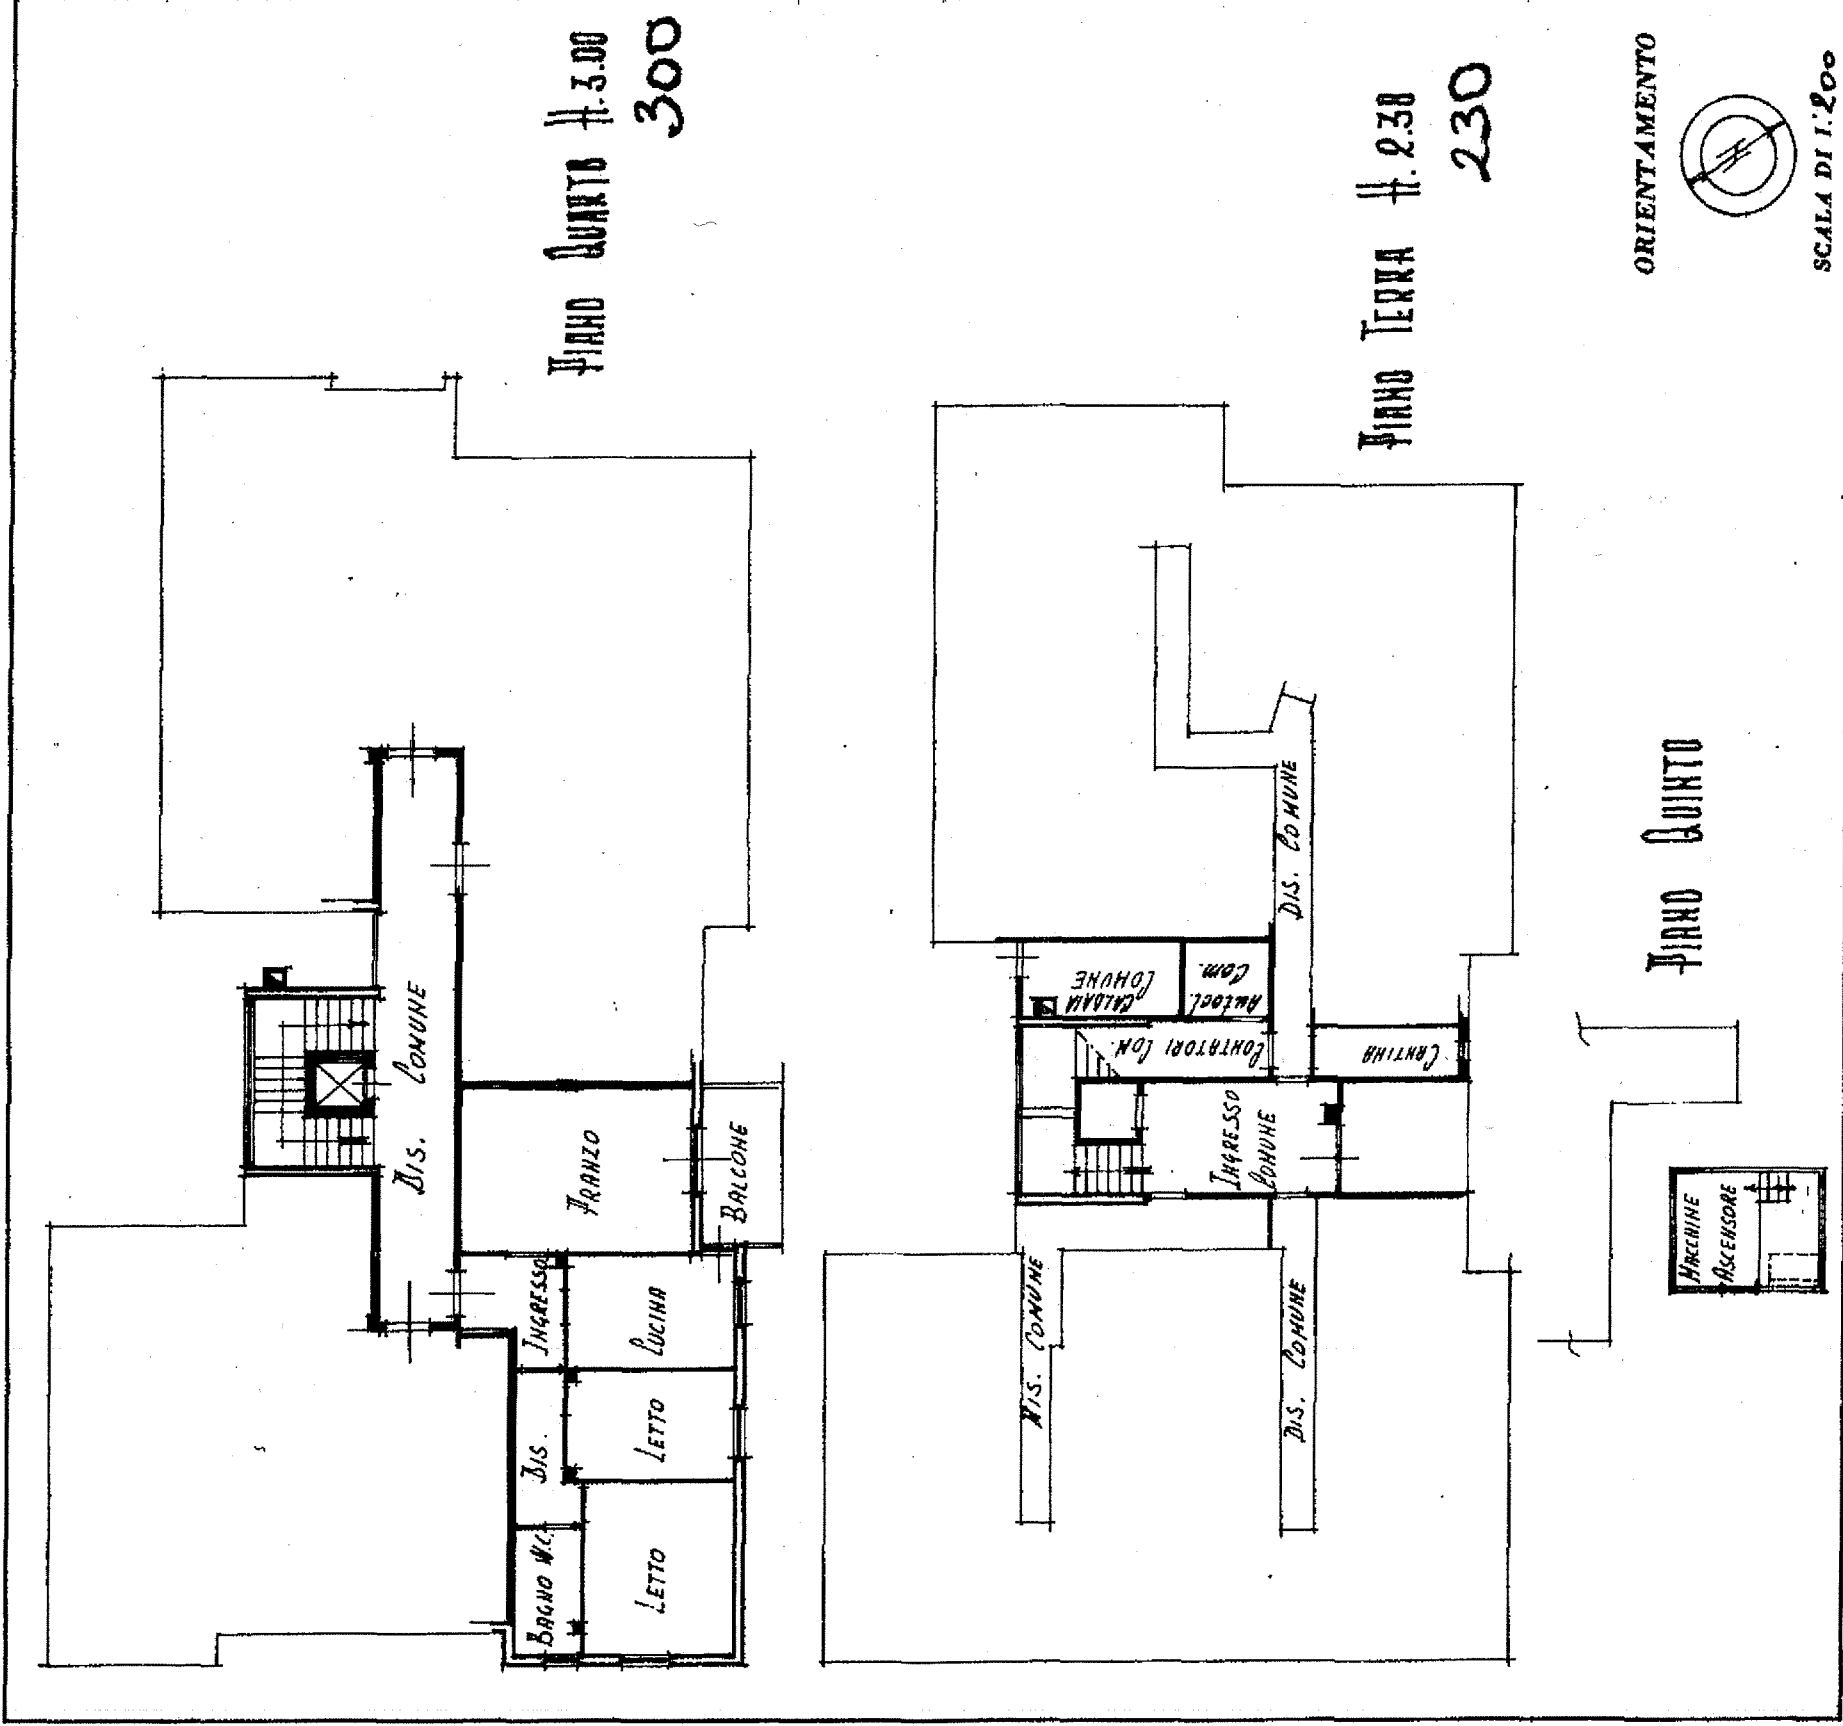 PIANO QUARTO H. 3.00
300
DIS. COMUNE
PRANZO
BALCONE
INGRESSO
CUCINA
DIS.
LETTO
BAGNO W.C.
LETTO
PIANO TERRA H. 2.38
230
DIS. COMUNE
CALDAIA
COMUNE
AUTOCL.
COM.
CONTATORI COM.
CANTINA
INGRESSO
COMUNE
DIS. COMUNE
DIS. COMUNE
PIANO QUINTO
MACCHINE
ASCENSORE
ORIENTAMENTO
N
SCALA DI 1:200